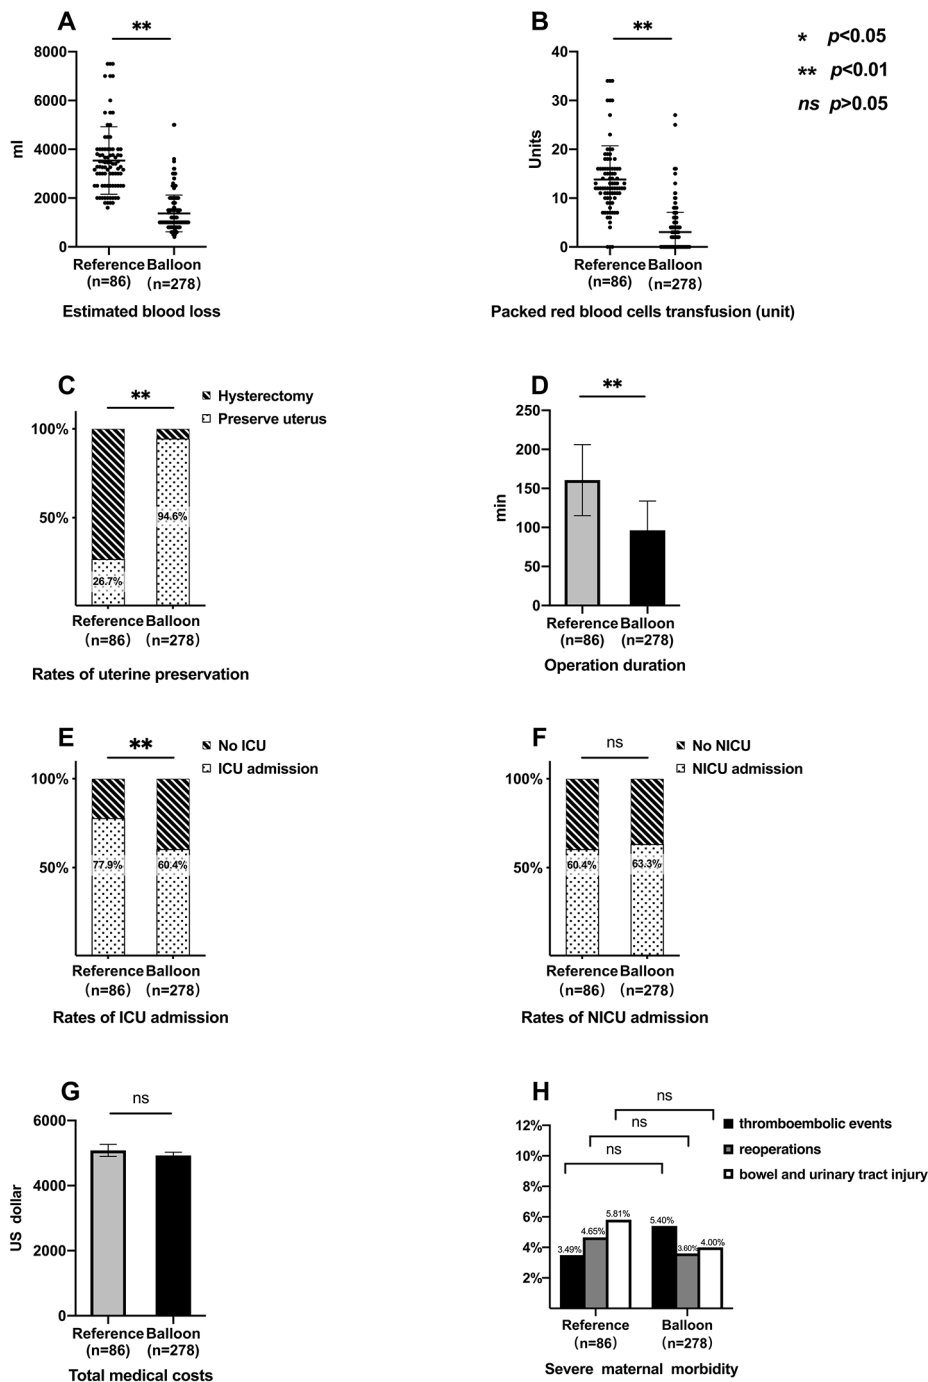 A
**
8000
6000
4000
2000
0
ml
Reference Balloon
(n=86) (n=278)
Estimated blood loss
B
**
40
30
20
10
0
Units
Reference Balloon
(n=86) (n=278)
Packed red blood cells transfusion (unit)
* p<0.05
** p<0.01
ns p>0.05
C
**
Hysterectomy
Preserve uterus
100%
50%
94.6%
26.7%
Reference Balloon
(n=86) (n=278)
Rates of uterine preservation
D
**
250
200
150
100
50
0
min
Reference Balloon
(n=86) (n=278)
Operation duration
E
**
No ICU
ICU admission
100%
50%
77.9% 60.4%
Reference Balloon
(n=86) (n=278)
Rates of ICU admission
F
ns
No NICU
NICU admission
100%
50%
60.4% 63.3%
Reference Balloon
(n=86) (n=278)
Rates of NICU admission
G
ns
6000
4000
2000
0
US dollar
Reference Balloon
(n=86) (n=278)
Total medical costs
H
ns
ns
ns
thromboembolic events
reoperations
bowel and urinary tract injury
12%
10%
8%
6%
4%
2%
3.49% 4.65% 5.81% 5.40% 3.60% 4.00%
Reference Balloon
(n=86) (n=278)
Severe maternal morbidity